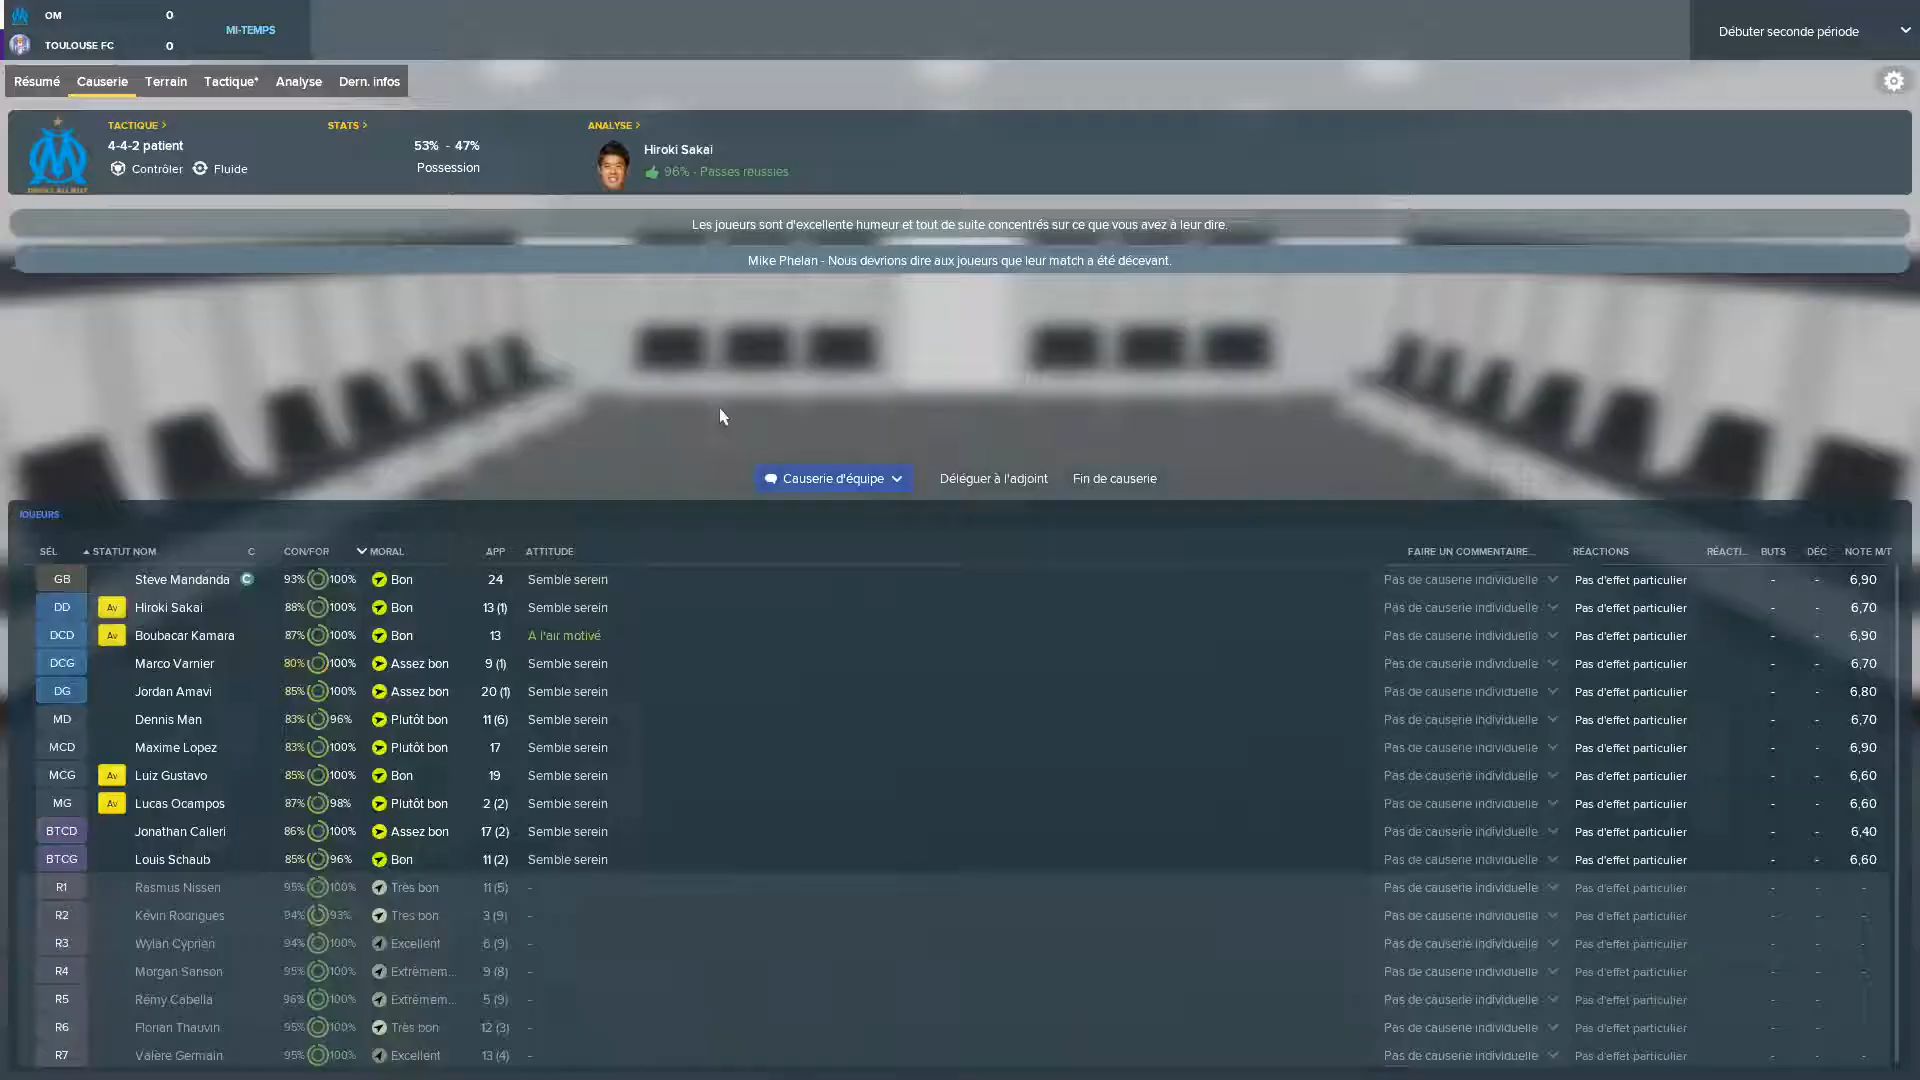 OM 0
MI-TEMPS
TOULOUSE FC 0
Débuter seconde période
Résumé Causerie Terrain Tactique* Analyse Dern. infos
TACTIQUE > STATS > ANALYSE >
4-4-2 patient 53% - 47% Hiroki Sakai
Contrôler Fluide Possession 96% - Passes réussies
Les joueurs sont d'excellente humeur et tout de suite concentrés sur ce que vous avez à leur dire.
Mike Phelan - Nous devrions dire aux joueurs que leur match a été décevant.
Causerie d'équipe Déléguer à l'adjoint Fin de causerie
JOUEURS
SÉL STATUT NOM C CON/FOR MORAL APP ATTITUDE FAIRE UN COMMENTAIRE... RÉACTIONS RÉACTI... BUTS DÉC NOTE M/T
GB Steve Mandanda C 93% 100% Bon 24 Semble serein Pas de causerie individuelle Pas d'effet particulier - - 6,90
DD Av Hiroki Sakai 88% 100% Bon 13 (1) Semble serein Pas de causerie individuelle Pas d'effet particulier - - 6,70
DCD Av Boubacar Kamara 87% 100% Bon 13 A l'air motivé Pas de causerie individuelle Pas d'effet particulier - - 6,90
DCG Marco Varnier 80% 100% Assez bon 9 (1) Semble serein Pas de causerie individuelle Pas d'effet particulier - - 6,70
DG Jordan Amavi 85% 100% Assez bon 20 (1) Semble serein Pas de causerie individuelle Pas d'effet particulier - - 6,80
MD Dennis Man 83% 96% Plutôt bon 11 (6) Semble serein Pas de causerie individuelle Pas d'effet particulier - - 6,70
MCD Maxime Lopez 83% 100% Plutôt bon 17 Semble serein Pas de causerie individuelle Pas d'effet particulier - - 6,90
MCG Av Luiz Gustavo 85% 100% Bon 19 Semble serein Pas de causerie individuelle Pas d'effet particulier - - 6,60
MG Av Lucas Ocampos 87% 98% Plutôt bon 2 (2) Semble serein Pas de causerie individuelle Pas d'effet particulier - - 6,60
BTCD Jonathan Calleri 86% 100% Assez bon 17 (2) Semble serein Pas de causerie individuelle Pas d'effet particulier - - 6,40
BTCG Louis Schaub 85% 96% Bon 11 (2) Semble serein Pas de causerie individuelle Pas d'effet particulier - - 6,60
R1 Rasmus Nissen 95% 100% Très bon 11 (5) - Pas de causerie individuelle Pas d'effet particulier - - -
R2 Kévin Rodrigues 94% 93% Très bon 3 (9) - Pas de causerie individuelle Pas d'effet particulier - - -
R3 Wylan Cyprien 94% 100% Excellent 6 (9) - Pas de causerie individuelle Pas d'effet particulier - - -
R4 Morgan Sanson 95% 100% Extrêmem... 9 (8) - Pas de causerie individuelle Pas d'effet particulier - - -
R5 Rémy Cabella 96% 100% Extrêmem... 5 (9) - Pas de causerie individuelle Pas d'effet particulier - - -
R6 Florian Thauvin 95% 100% Très bon 12 (3) - Pas de causerie individuelle Pas d'effet particulier - - -
R7 Valère Germain 95% 100% Excellent 13 (4) - Pas de causerie individuelle Pas d'effet particulier - - -